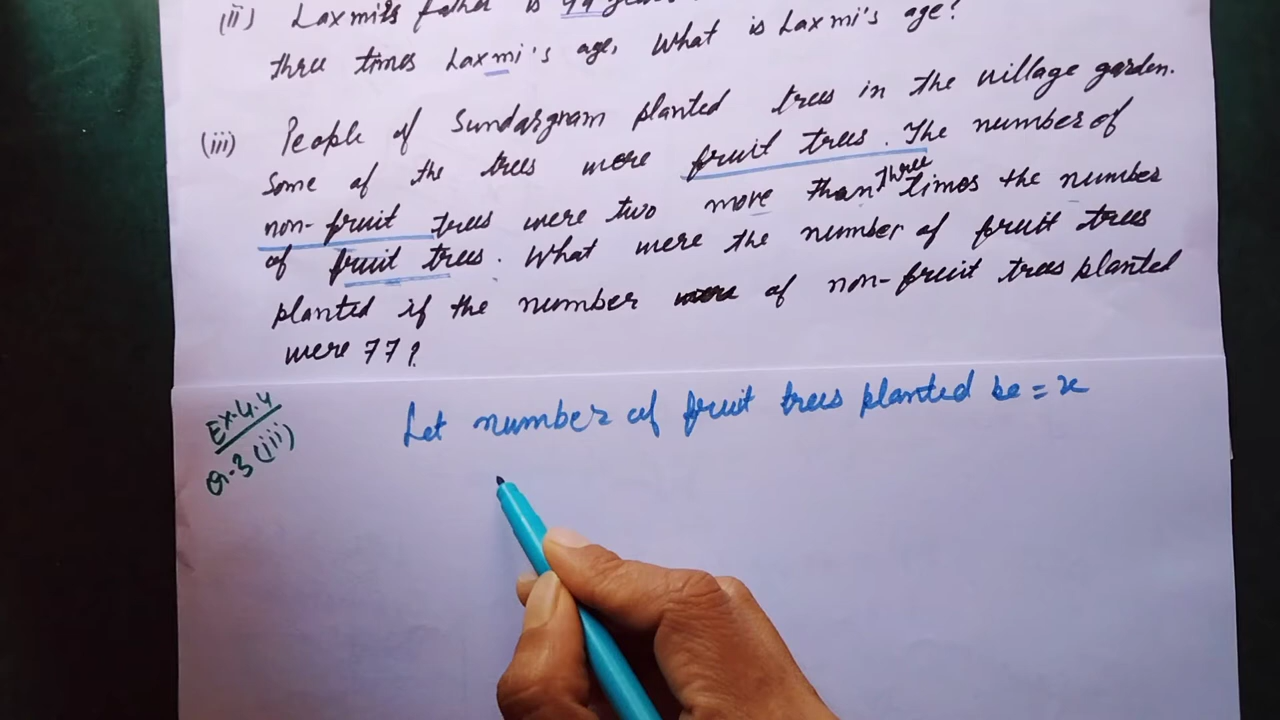 (ii) Laxmi's father is 49 years
three times Laxmi's age. What is Laxmi's age?
(iii) People of Sundargram planted trees in the village garden.
Some of the trees were fruit trees. The number of
non-fruit trees were two more than three times the number
of fruit trees. What were the number of fruit trees
planted if the number of non-fruit trees planted
were 77?
Ex.4.4
Q.3(iii)
Let number of fruit trees planted be = x